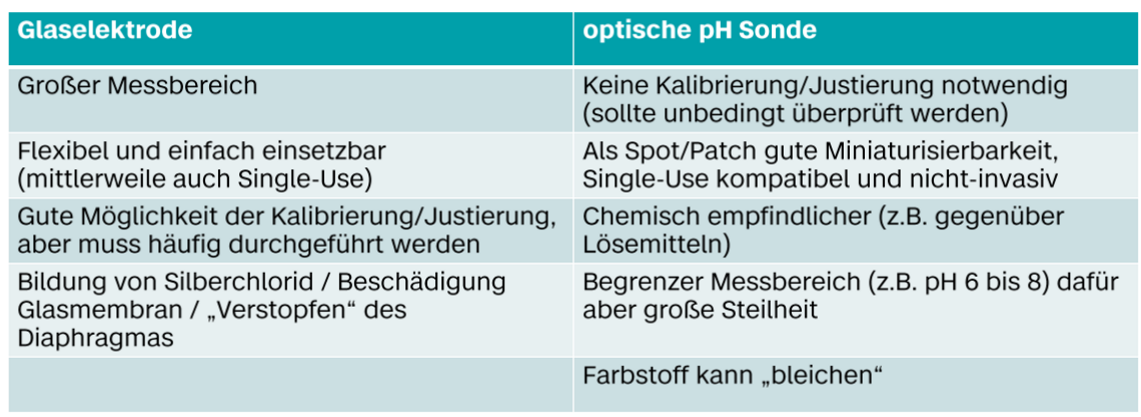 Glaselektrode
optische pH Sonde
Großer Messbereich
Keine Kalibrierung/Justierung notwendig
(sollte unbedingt überprüft werden)
Flexibel und einfach einsetzbar
(mittlerweile auch Single-Use)
Als Spot/Patch gute Miniaturisierbarkeit,
Single-Use kompatibel und nicht-invasiv
Gute Möglichkeit der Kalibrierung/Justierung,
aber muss häufig durchgeführt werden
Chemisch empfindlicher (z.B. gegenüber
Lösemitteln)
Bildung von Silberchlorid / Beschädigung
Glasmembran / „Verstopfen“ des
Diaphragmas
Begrenzer Messbereich (z.B. pH 6 bis 8) dafür
aber große Steilheit
Farbstoff kann „bleichen“